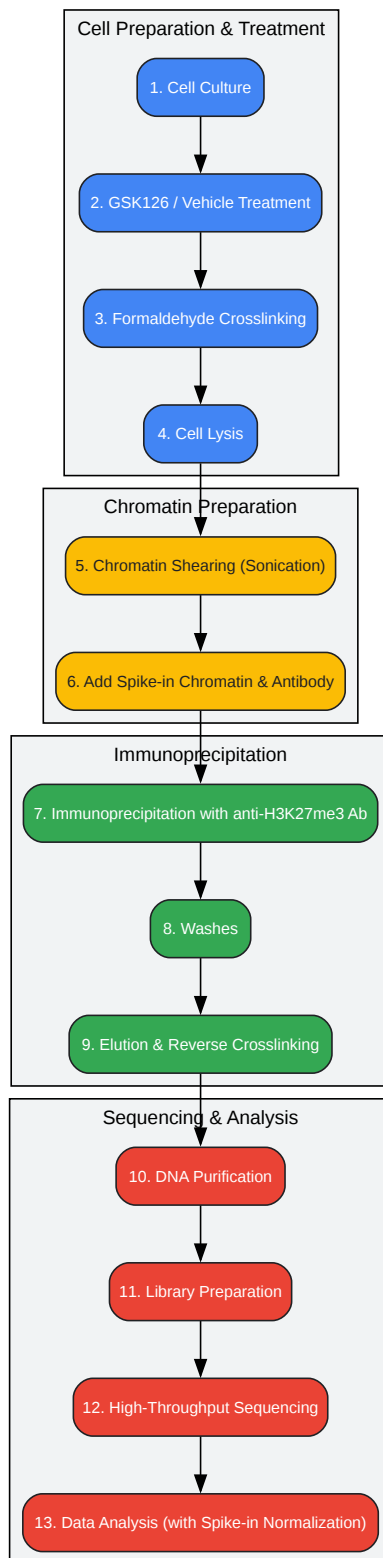 Cell Preparation & Treatment
1. Cell Culture
2. GSK126 / Vehicle Treatment
3. Formaldehyde Crosslinking
4. Cell Lysis
Chromatin Preparation
5. Chromatin Shearing (Sonication)
6. Add Spike-in Chromatin & Antibody
Immunoprecipitation
7. Immunoprecipitation with anti-H3K27me3 Ab
8. Washes
9. Elution & Reverse Crosslinking
Sequencing & Analysis
10. DNA Purification
11. Library Preparation
12. High-Throughput Sequencing
13. Data Analysis (with Spike-in Normalization)